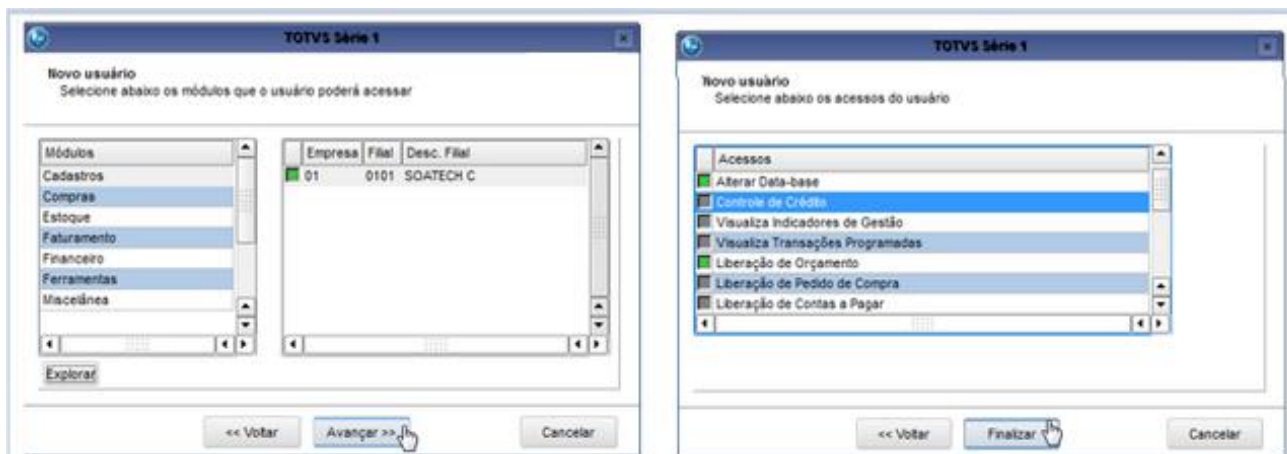 TOTVS Série 1
Novo usuário
Selecione abaixo os módulos que o usuário poderá acessar
Módulos
Cadastros
Compras
Estoque
Faturamento
Financeiro
Ferramentas
Miscelânea
Empresa Filial Desc. Filial
01 0101 SOATECH C
Explorar
<< Voltar Avançar >> Cancelar
TOTVS Série 1
Novo usuário
Selecione abaixo os acessos do usuário
Acessos
Alterar Data-base
Controle de Crédito
Visualiza Indicadores de Gestão
Visualiza Transações Programadas
Liberação de Orçamento
Liberação de Pedido de Compra
Liberação de Contas a Pagar
<< Voltar Finalizar Cancelar